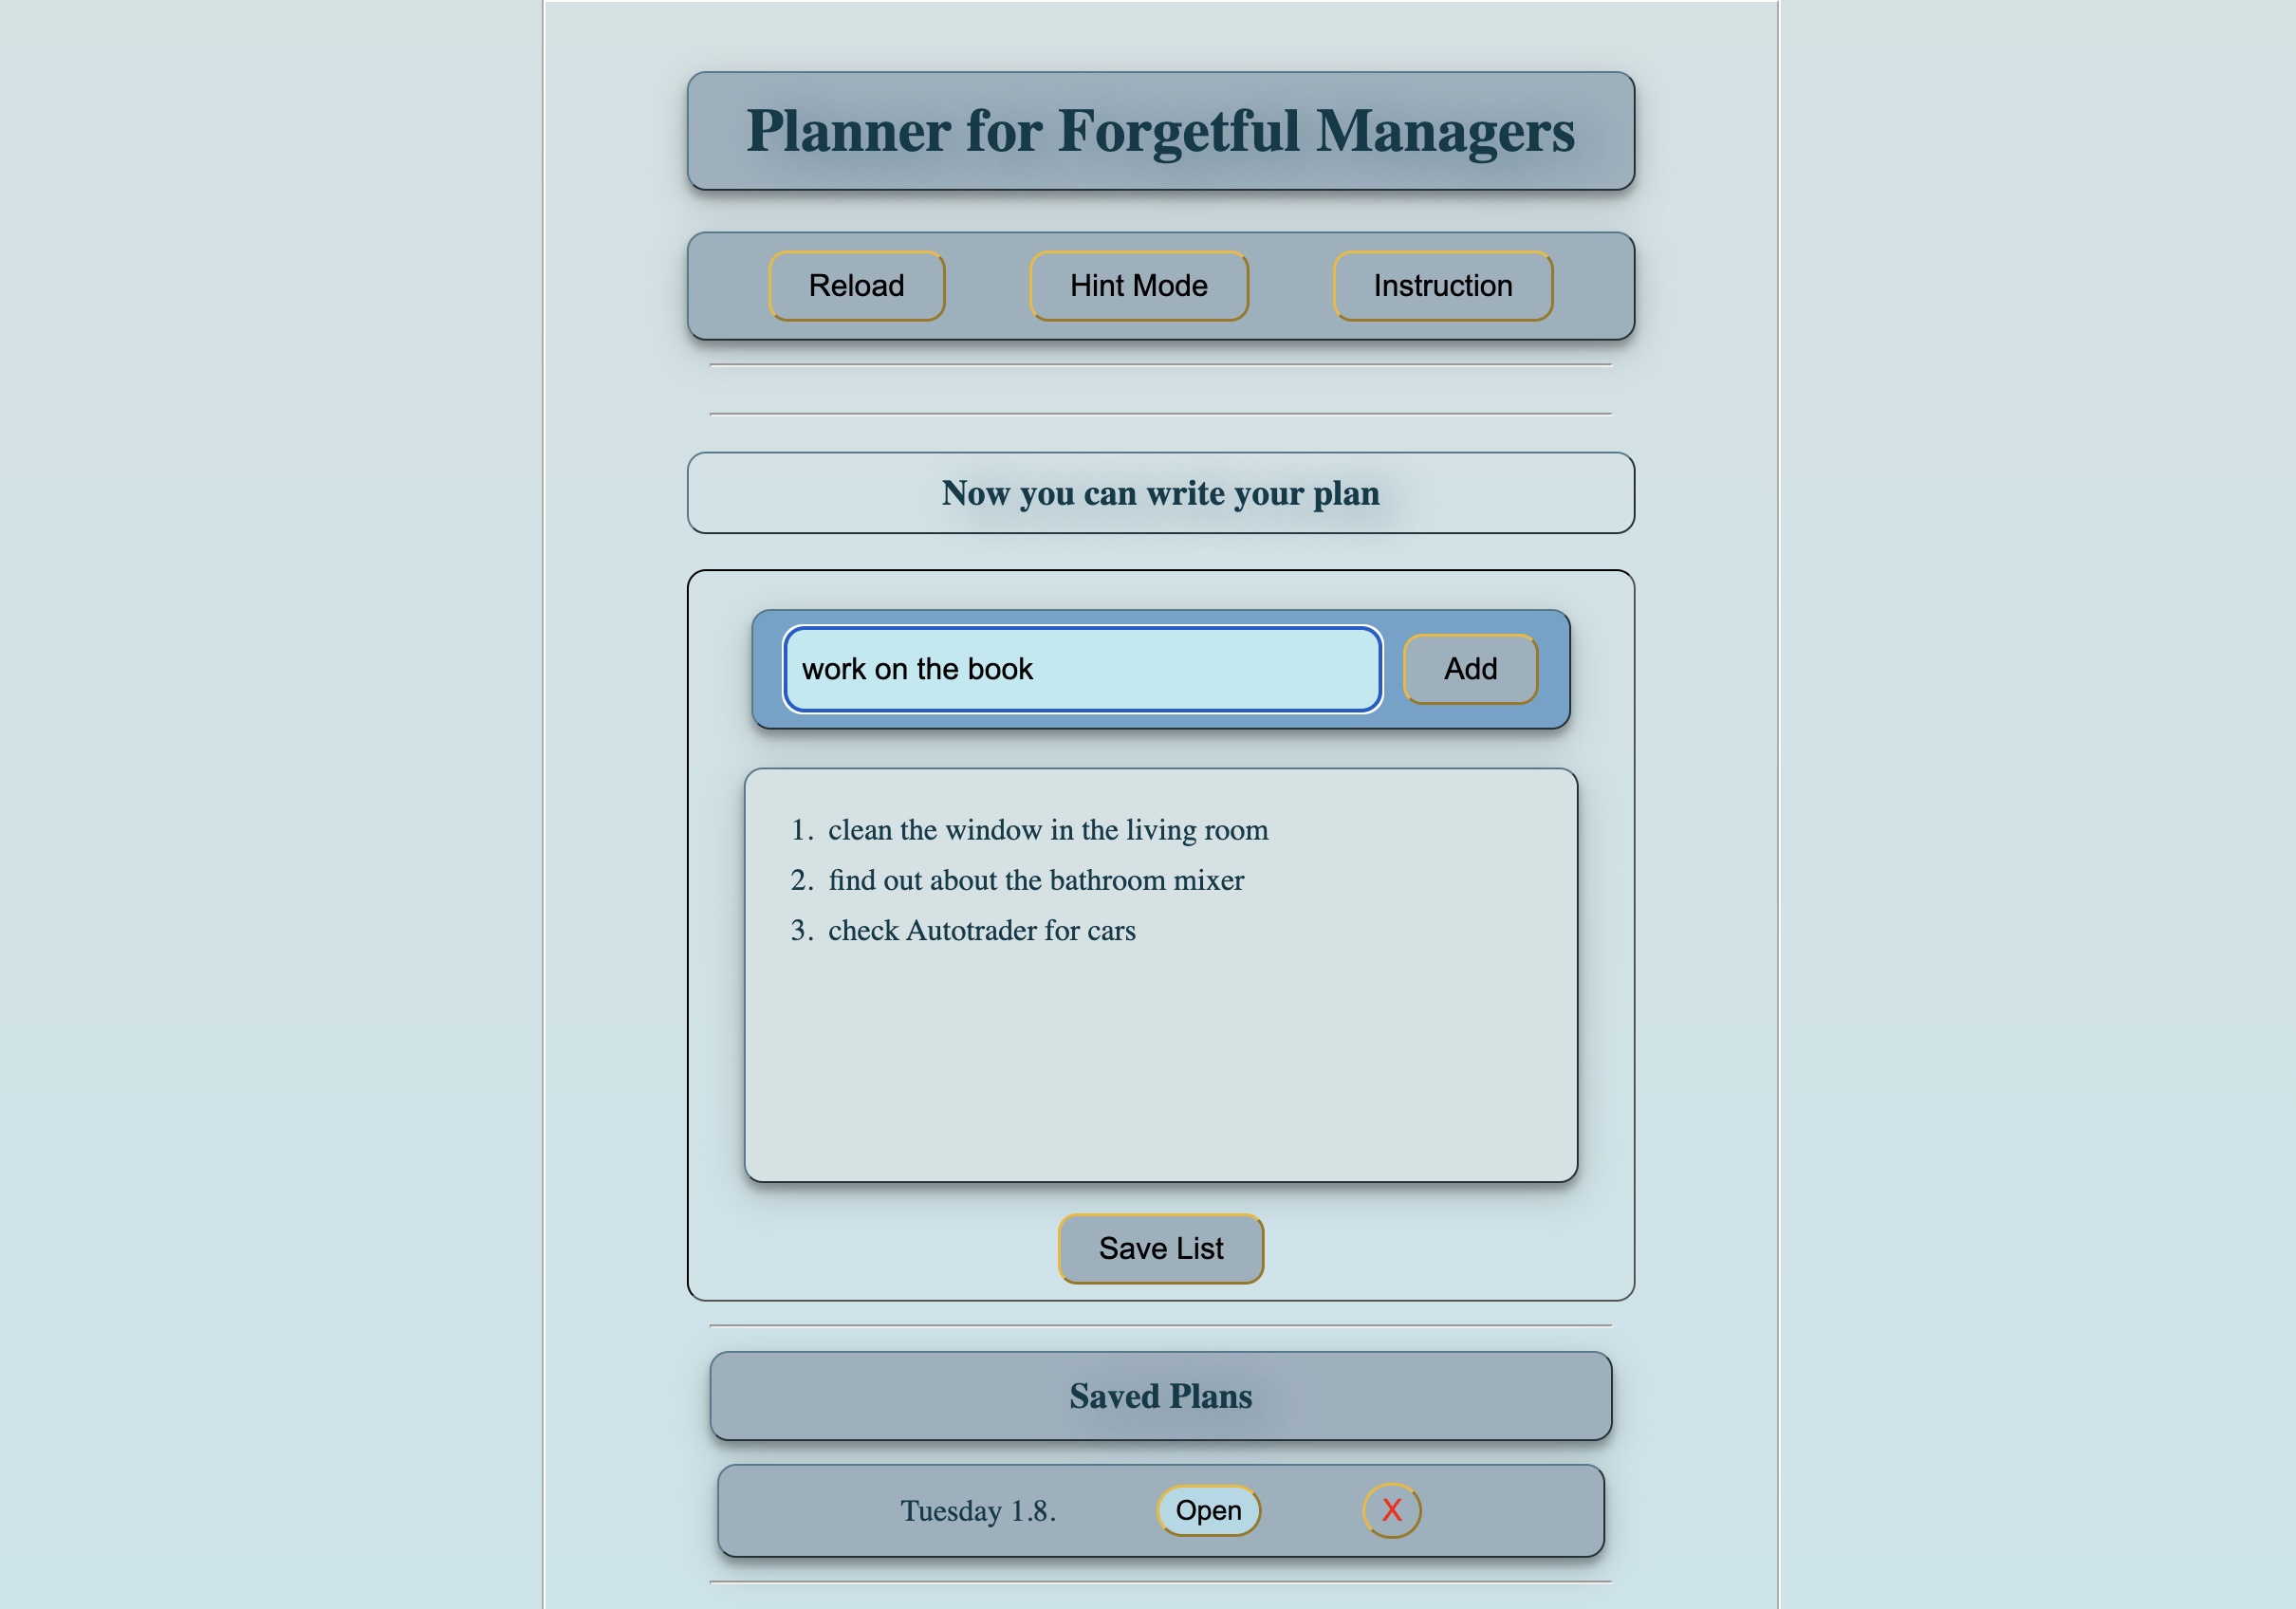 Planner for Forgetful Managers
Reload Hint Mode Instruction
Now you can write your plan
work on the book Add
1. clean the window in the living room
2. find out about the bathroom mixer
3. check Autotrader for cars
Save List
Saved Plans
Tuesday 1.8. Open X